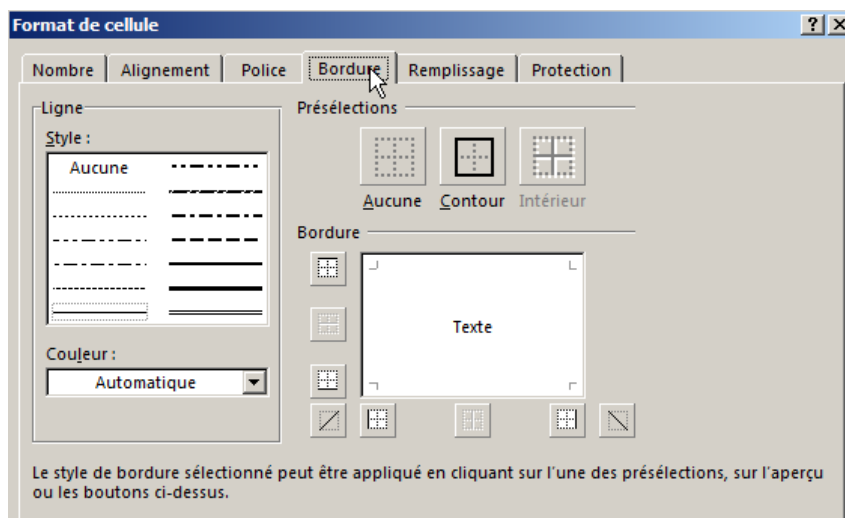 Format de cellule
Nombre Alignement Police Bordure Remplissage Protection
Ligne
Style :
Aucune
Couleur :
Automatique
Présélections
Aucune Contour Intérieur
Bordure
Texte
Le style de bordure sélectionné peut être appliqué en cliquant sur l'une des présélections, sur l'aperçu
ou les boutons ci-dessus.